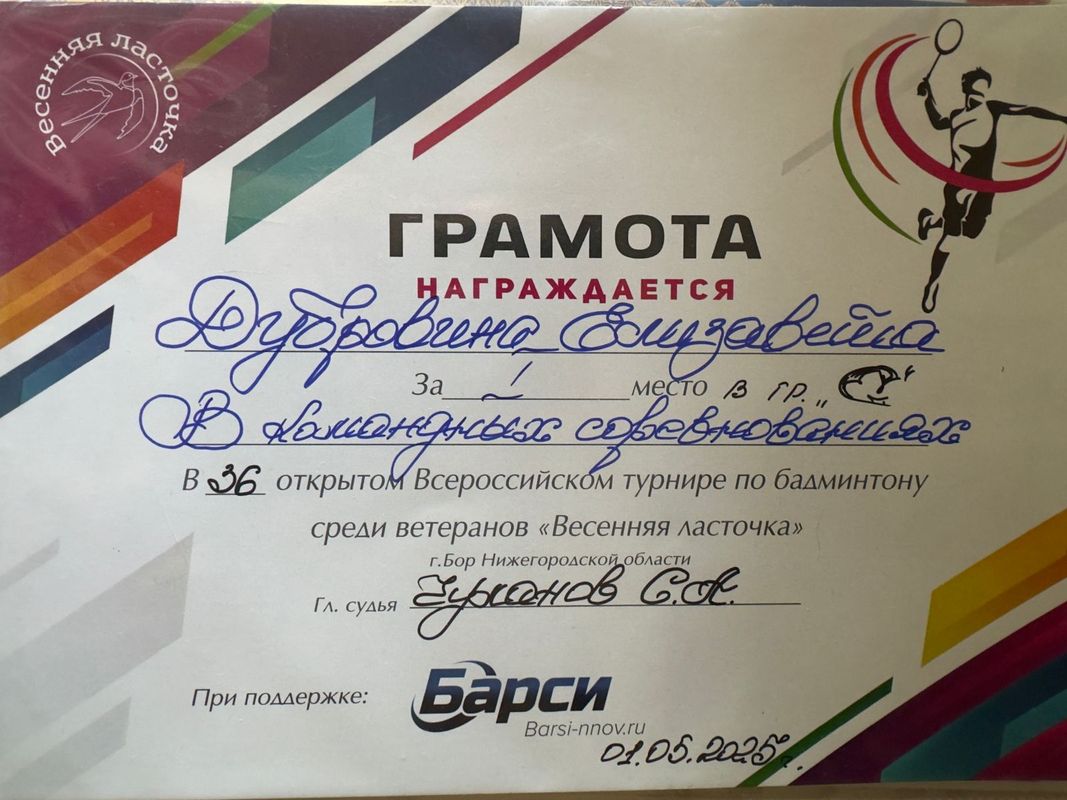 Весенняя ласточка
ГРАМОТА
НАГРАЖДАЕТСЯ
Дубровина Елизавета
За 1 место в гр. „С"
В командных соревнованиях
В 36 открытом Всероссийском турнире по бадминтону
среди ветеранов «Весенняя ласточка»
г.Бор Нижегородской области
Гл. судья С.А.
При поддержке: Барси
Barsi-nnov.ru
01.05.2025г.